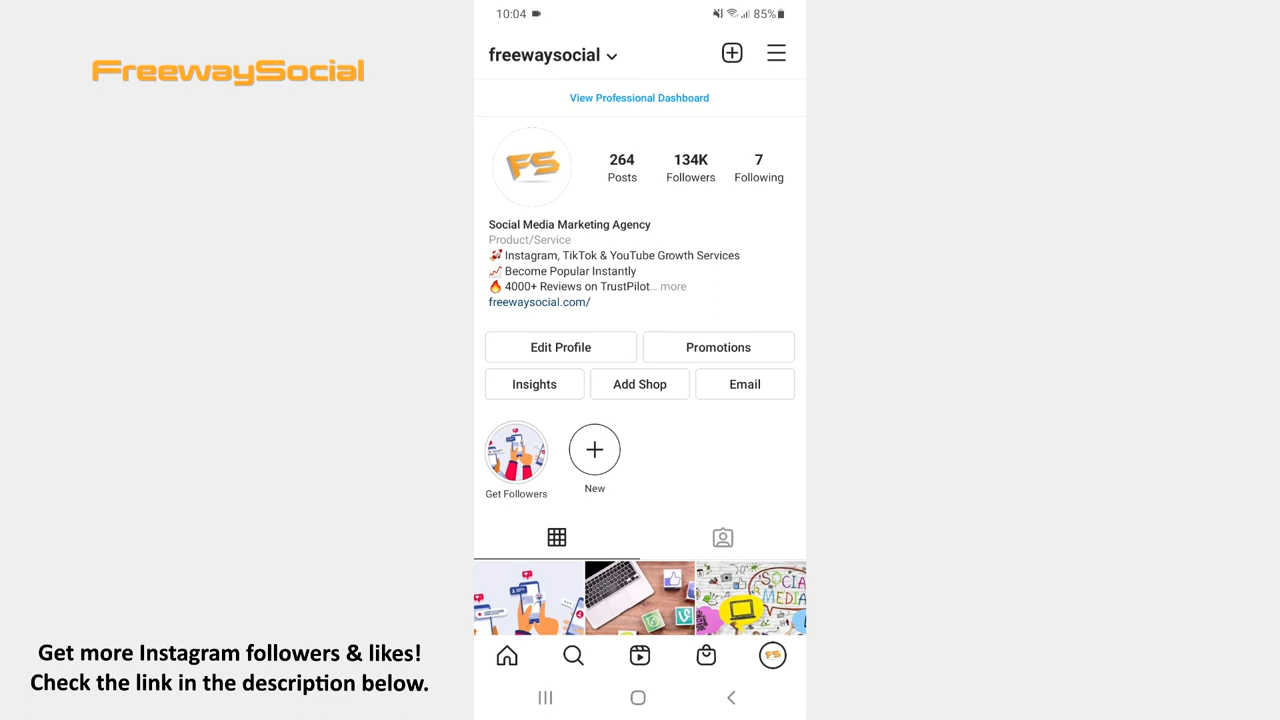 10:04
85%
FreewaySocial
freewaysocial
View Professional Dashboard
FS
264
Posts
134K
Followers
7
Following
Social Media Marketing Agency
Product/Service
🚀 Instagram, TikTok & YouTube Growth Services
📈 Become Popular Instantly
🔥 4000+ Reviews on TrustPilot... more
freewaysocial.com/
Edit Profile
Promotions
Insights
Add Shop
Email
Get Followers
New
SOCIAL
MEDIA
FS
Get more Instagram followers & likes!
Check the link in the description below.